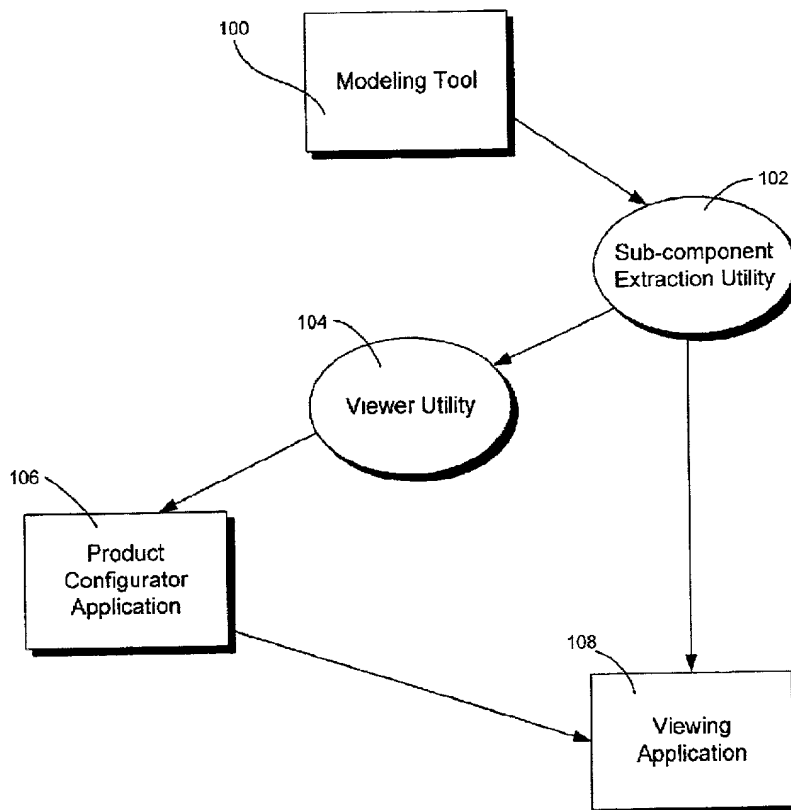 100
Modeling Tool
102
Sub-component
Extraction Utility
104
Viewer Utility
106
Product
Configurator
Application
108
Viewing
Application